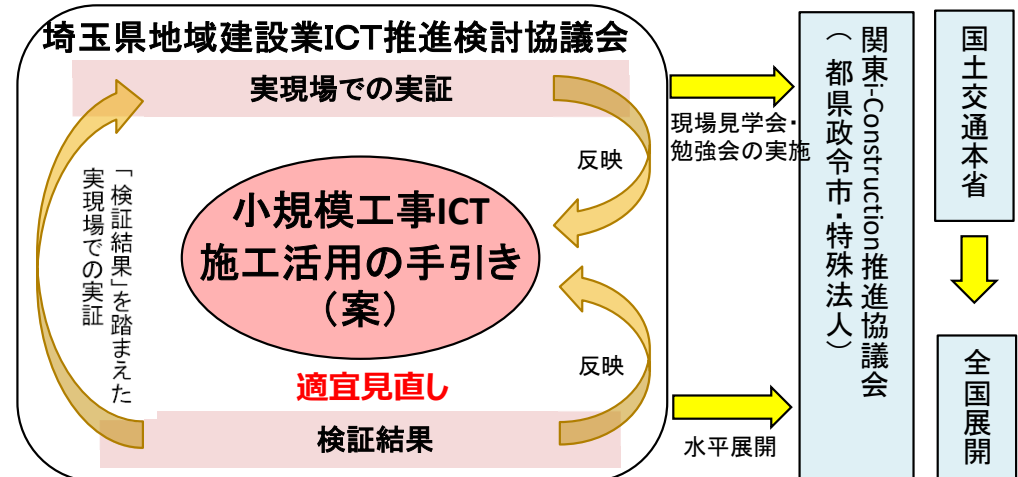 埼玉県地域建設業ICT推進検討協議会
実現場での実証
反映
「検証結果」を踏まえた
実現場での実証
小規模工事ICT
施工活用の手引き
（案）
適宜見直し
反映
検証結果
現場見学会・
勉強会の実施
水平展開
関東i-Construction推進協議会
（都県政令市・特殊法人）
国土交通本省
全国展開